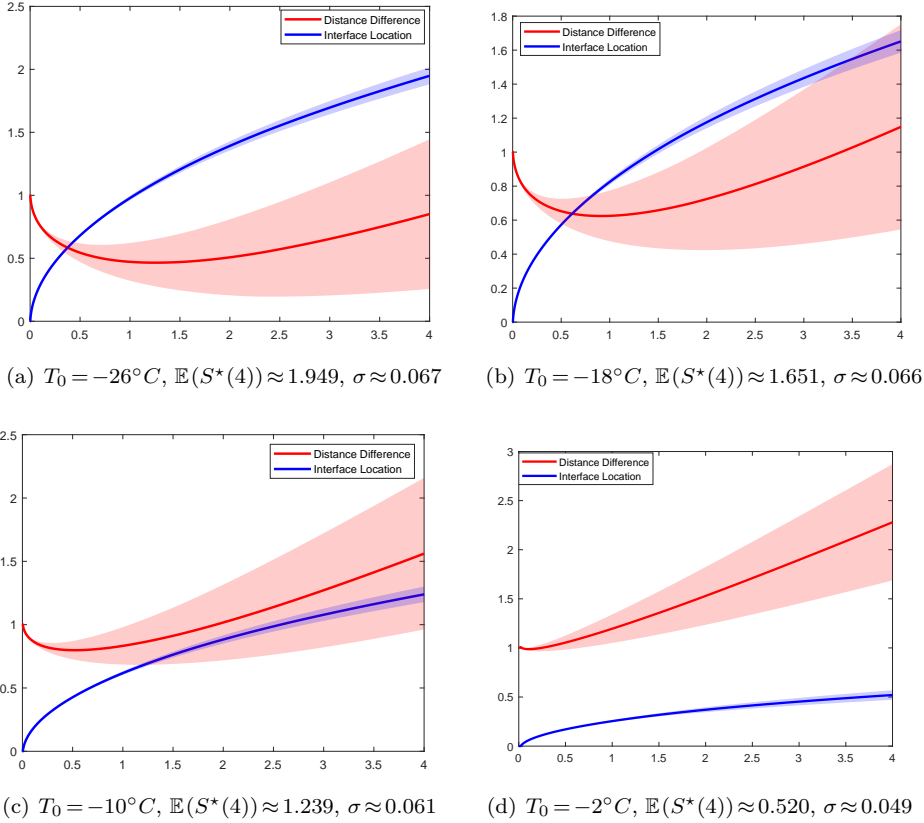 2.5
2
1.5
1
0.5
0
0 0.5 1 1.5 2 2.5 3 3.5 4
Distance Difference
Interface Location
(a) T₀ = −26°C, 𝔼(S⋆(4)) ≈ 1.949, σ ≈ 0.067
1.8
1.6
1.4
1.2
1
0.8
0.6
0.4
0.2
0
0 0.5 1 1.5 2 2.5 3 3.5 4
Distance Difference
Interface Location
(b) T₀ = −18°C, 𝔼(S⋆(4)) ≈ 1.651, σ ≈ 0.066
2.5
2
1.5
1
0.5
0
0 0.5 1 1.5 2 2.5 3 3.5 4
Distance Difference
Interface Location
(c) T₀ = −10°C, 𝔼(S⋆(4)) ≈ 1.239, σ ≈ 0.061
3
2.5
2
1.5
1
0.5
0
0 0.5 1 1.5 2 2.5 3 3.5 4
Distance Difference
Interface Location
(d) T₀ = −2°C, 𝔼(S⋆(4)) ≈ 0.520, σ ≈ 0.049